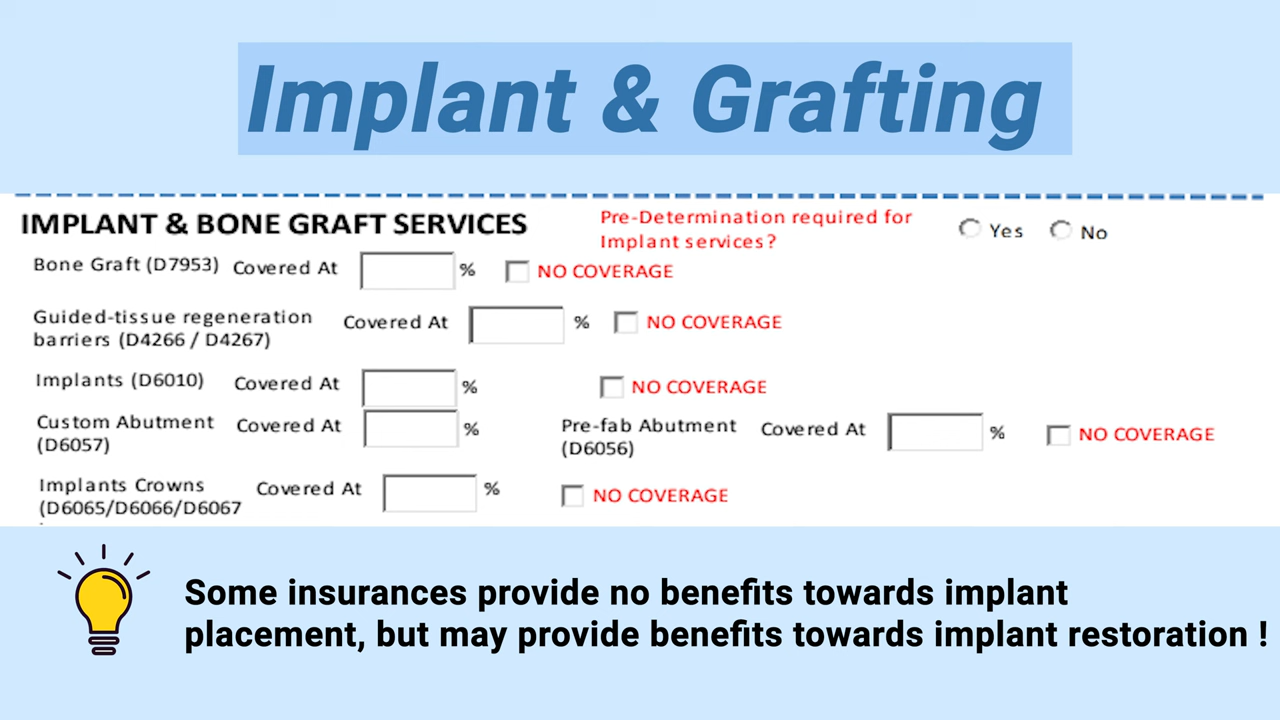 Implant & Grafting
IMPLANT & BONE GRAFT SERVICES
Pre-Determination required for
Implant services?
Yes No
Bone Graft (D7953) Covered At % NO COVERAGE
Guided-tissue regeneration
barriers (D4266 / D4267) Covered At % NO COVERAGE
Implants (D6010) Covered At % NO COVERAGE
Custom Abutment
(D6057) Covered At %
Pre-fab Abutment
(D6056) Covered At % NO COVERAGE
Implants Crowns
(D6065/D6066/D6067 Covered At % NO COVERAGE
Some insurances provide no benefits towards implant
placement, but may provide benefits towards implant restoration !